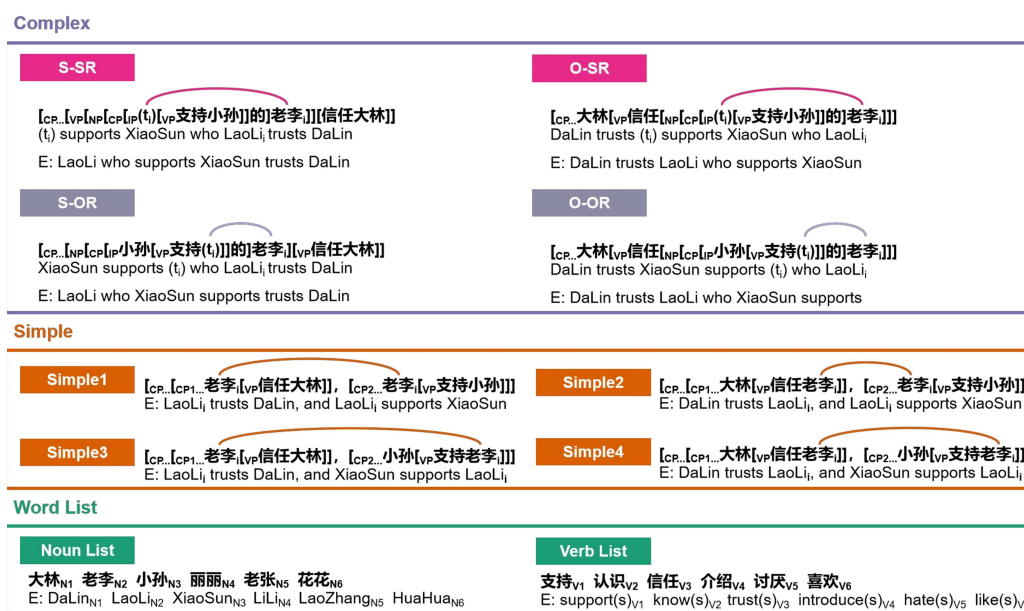 Complex
S-SR
[CP...[VP[NP[CP[IP(ti)[VP支持小孙]]的]老李i]][信任大林]]
(ti) supports XiaoSun who LaoLii trusts DaLin
E: LaoLi who supports XiaoSun trusts DaLin
O-SR
[CP...大林[VP信任[NP[CP[IP(ti)[VP支持小孙]]的]老李i]]]
DaLin trusts (ti) supports XiaoSun who LaoLii
E: DaLin trusts LaoLi who supports XiaoSun
S-OR
[CP...[NP[CP[IP小孙[VP支持(ti)]]的]老李i][VP信任大林]]
XiaoSun supports (ti) who LaoLii trusts DaLin
E: LaoLi who XiaoSun supports trusts DaLin
O-OR
[CP...大林[VP信任[NP[CP[IP小孙[VP支持(ti)]]的]老李i]]]
DaLin trusts XiaoSun supports (ti) who LaoLii
E: DaLin trusts LaoLi who XiaoSun supports
Simple
Simple1
[CP...[CP1...老李i[VP信任大林]]，[CP2...老李i[VP支持小孙]]]
E: LaoLii trusts DaLin, and LaoLii supports XiaoSun
Simple2
[CP...[CP1...大林[VP信任老李i]]，[CP2...老李i[VP支持小孙]]
E: DaLin trusts LaoLii, and LaoLii supports XiaoSun
Simple3
[CP...[CP1...老李i[VP信任大林]]，[CP2...小孙[VP支持老李i]]]
E: LaoLii trusts DaLin, and XiaoSun supports LaoLii
Simple4
[CP...[CP1...大林[VP信任老李i]]，[CP2...小孙[VP支持老李i]]
E: DaLin trusts LaoLii, and XiaoSun supports LaoLii
Word List
Noun List
大林N1 老李N2 小孙N3 丽丽N4 老张N5 花花N6
E: DaLinN1 LaoLiN2 XiaoSunN3 LiLiN4 LaoZhangN5 HuaHuaN6
Verb List
支持V1 认识V2 信任V3 介绍V4 讨厌V5 喜欢V6
E: support(s)V1 know(s)V2 trust(s)V3 introduce(s)V4 hate(s)V5 like(s)V